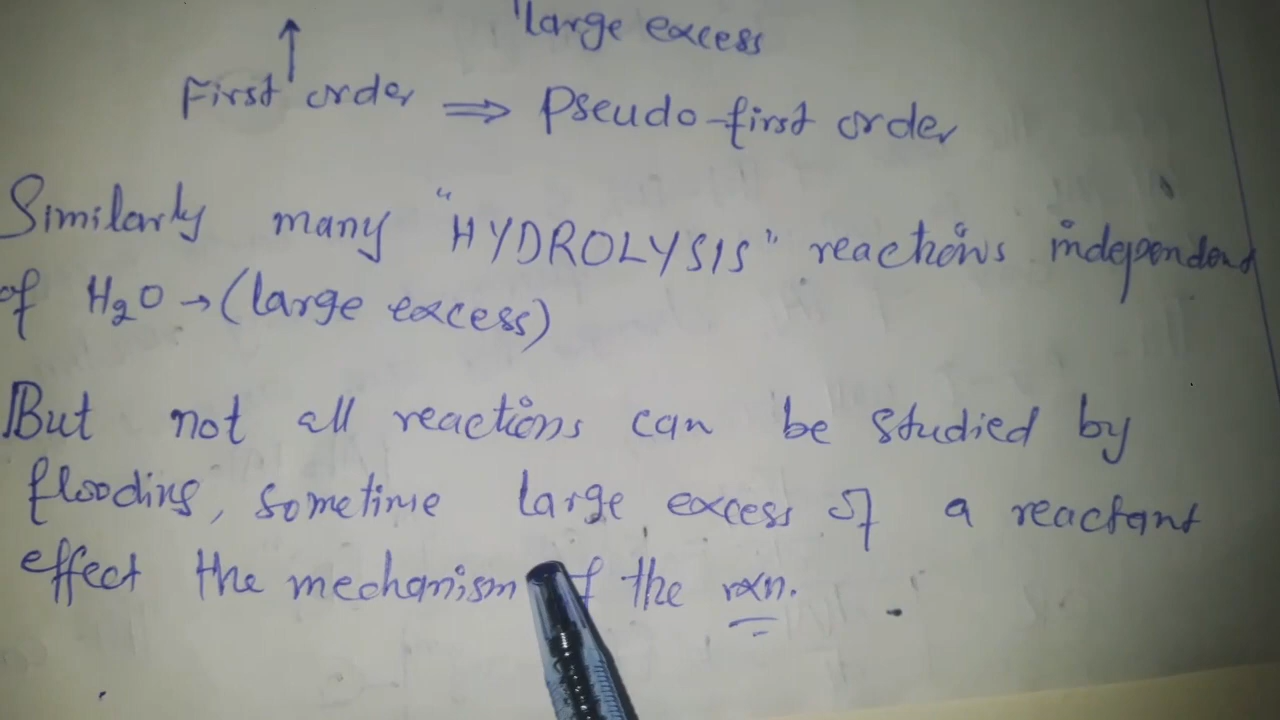 large excess
First order ⇒ Pseudo-first order
Similarly many "HYDROLYSIS" reactions independend
of H₂O → (large excess)
But not all reactions can be studied by
flooding, sometime large excess of a reactant
effect the mechanism of the rxn.